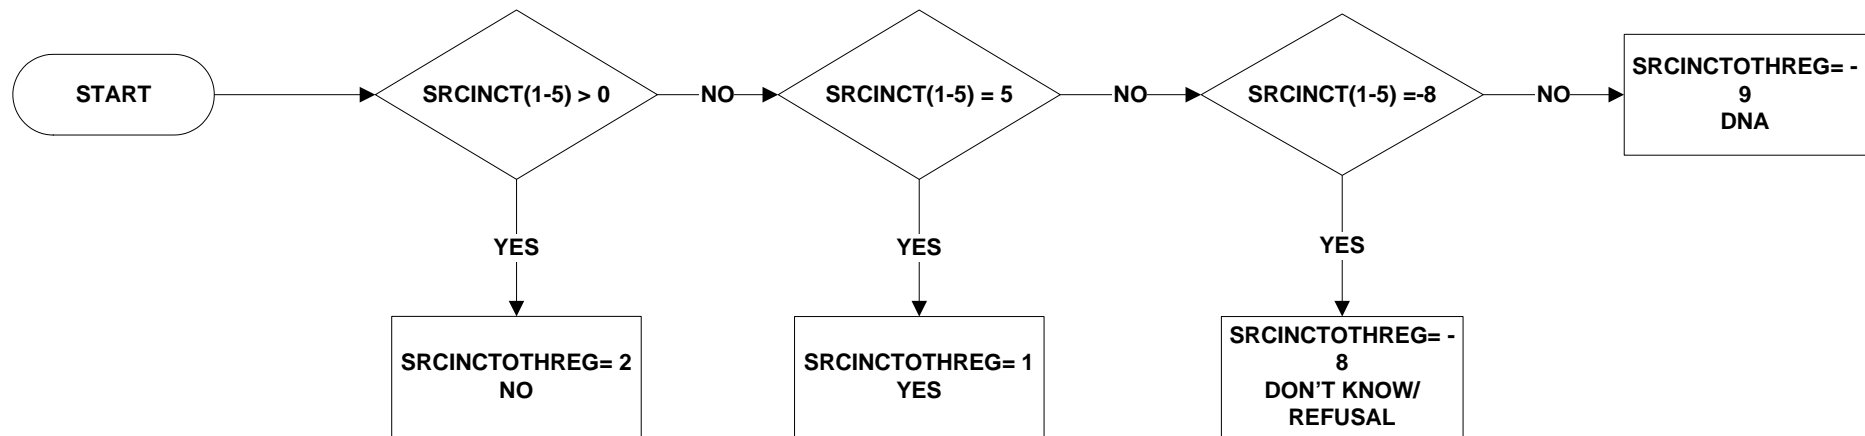 START
SRCINCT(1-5) > 0
NO
SRCINCT(1-5) = 5
NO
SRCINCT(1-5) =-8
NO
SRCINCTOTHREG= -
9
DNA
YES
YES
YES
SRCINCTOTHREG= 2
NO
SRCINCTOTHREG= 1
YES
SRCINCTOTHREG= -
8
DON'T KNOW/
REFUSAL